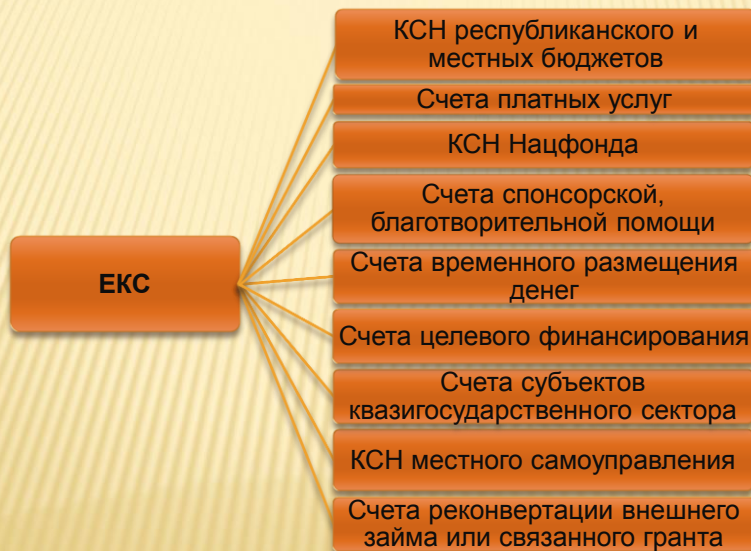 КСН республиканского и
местных бюджетов
Счета платных услуг
КСН Нацфонда
Счета спонсорской,
благотворительной помощи
ЕКС
Счета временного размещения
денег
Счета целевого финансирования
Счета субъектов
квазигосударственного сектора
КСН местного самоуправления
Счета реконвертации внешнего
займа или связанного гранта